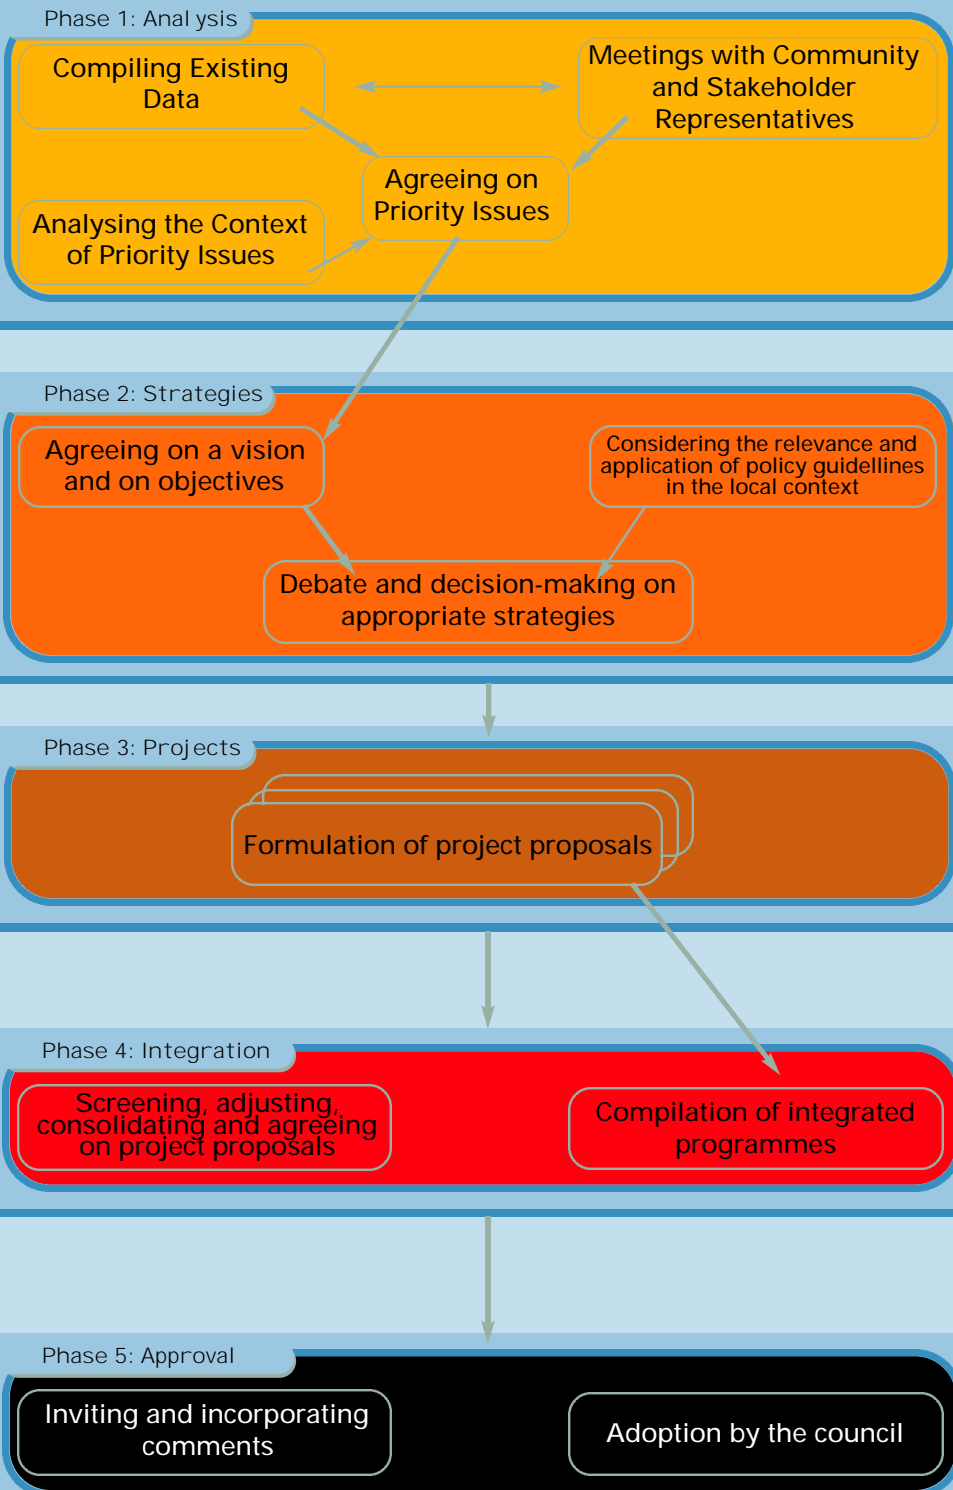 Phase 1: Analysis
Compiling Existing
Data
Meetings with Community
and Stakeholder
Representatives
Agreeing on
Priority Issues
Analysing the Context
of Priority Issues
Phase 2: Strategies
Agreeing on a vision
and on objectives
Considering the relevance and
application of policy guidellines
in the local context
Debate and decision-making on
appropriate strategies
Phase 3: Projects
Formulation of project proposals
Phase 4: Integration
Screening, adjusting,
consolidating and agreeing
on project proposals
Compilation of integrated
programmes
Phase 5: Approval
Inviting and incorporating
comments
Adoption by the council